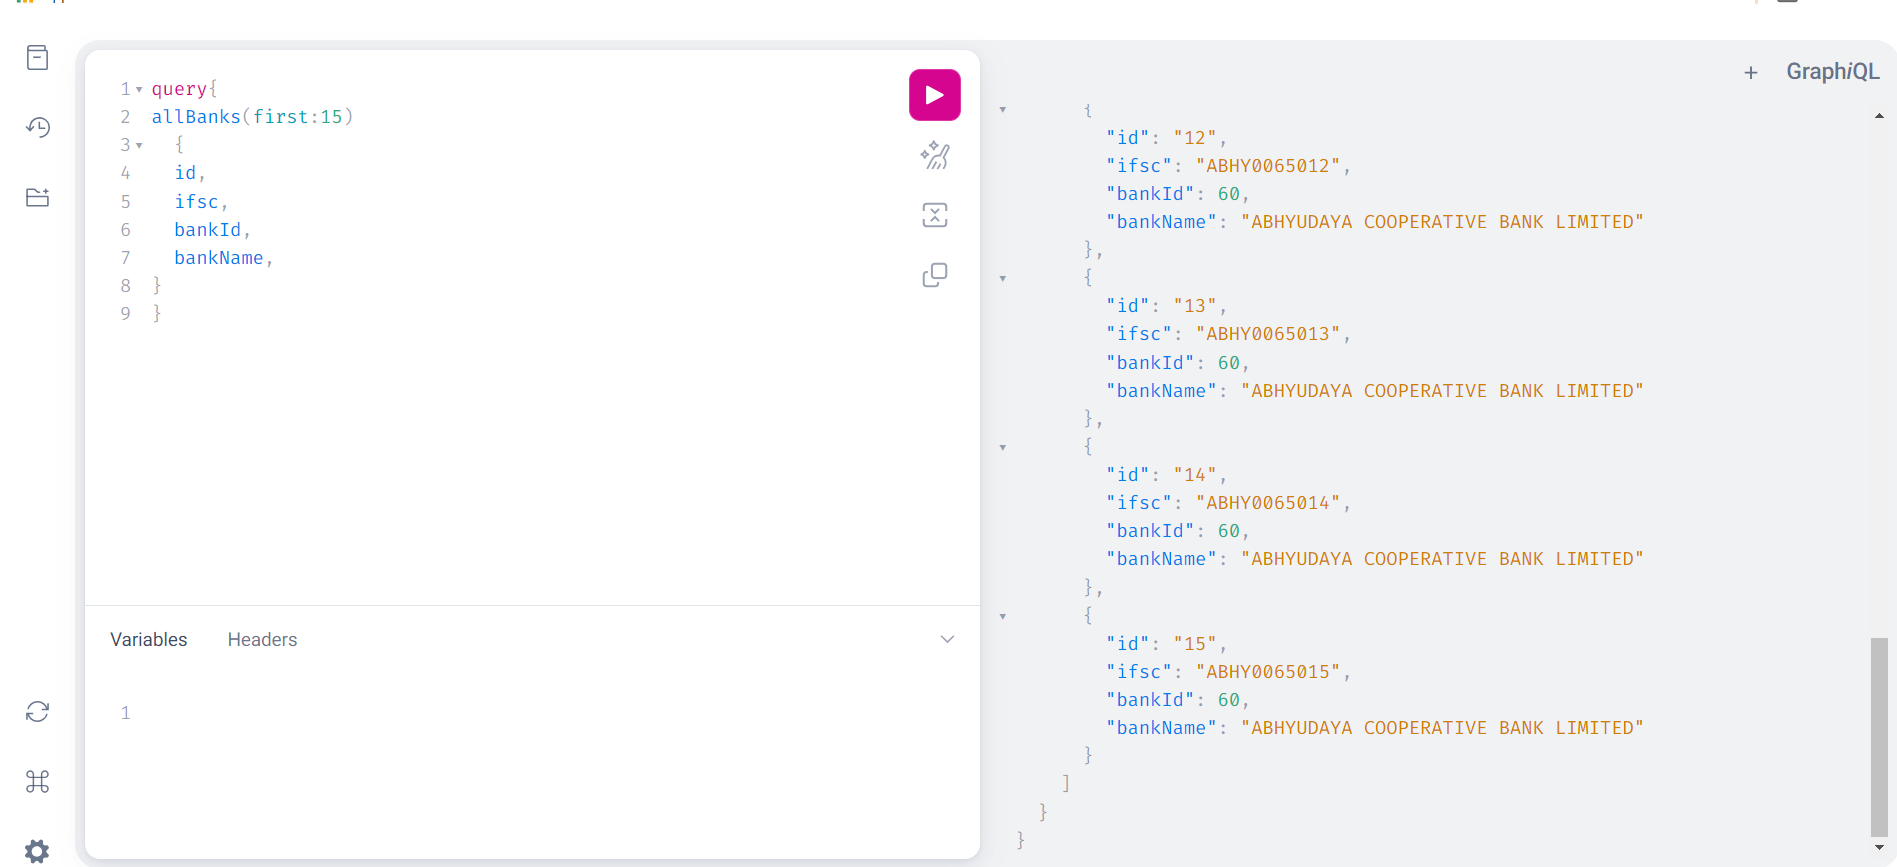 1 query{
2 allBanks(first:15)
3 {
4 id,
5 ifsc,
6 bankId,
7 bankName,
8 }
9 }
Variables Headers
1
+ GraphiQL
{
"id": "12",
"ifsc": "ABHY0065012",
"bankId": 60,
"bankName": "ABHYUDAYA COOPERATIVE BANK LIMITED"
},
{
"id": "13",
"ifsc": "ABHY0065013",
"bankId": 60,
"bankName": "ABHYUDAYA COOPERATIVE BANK LIMITED"
},
{
"id": "14",
"ifsc": "ABHY0065014",
"bankId": 60,
"bankName": "ABHYUDAYA COOPERATIVE BANK LIMITED"
},
{
"id": "15",
"ifsc": "ABHY0065015",
"bankId": 60,
"bankName": "ABHYUDAYA COOPERATIVE BANK LIMITED"
}
]
}
}